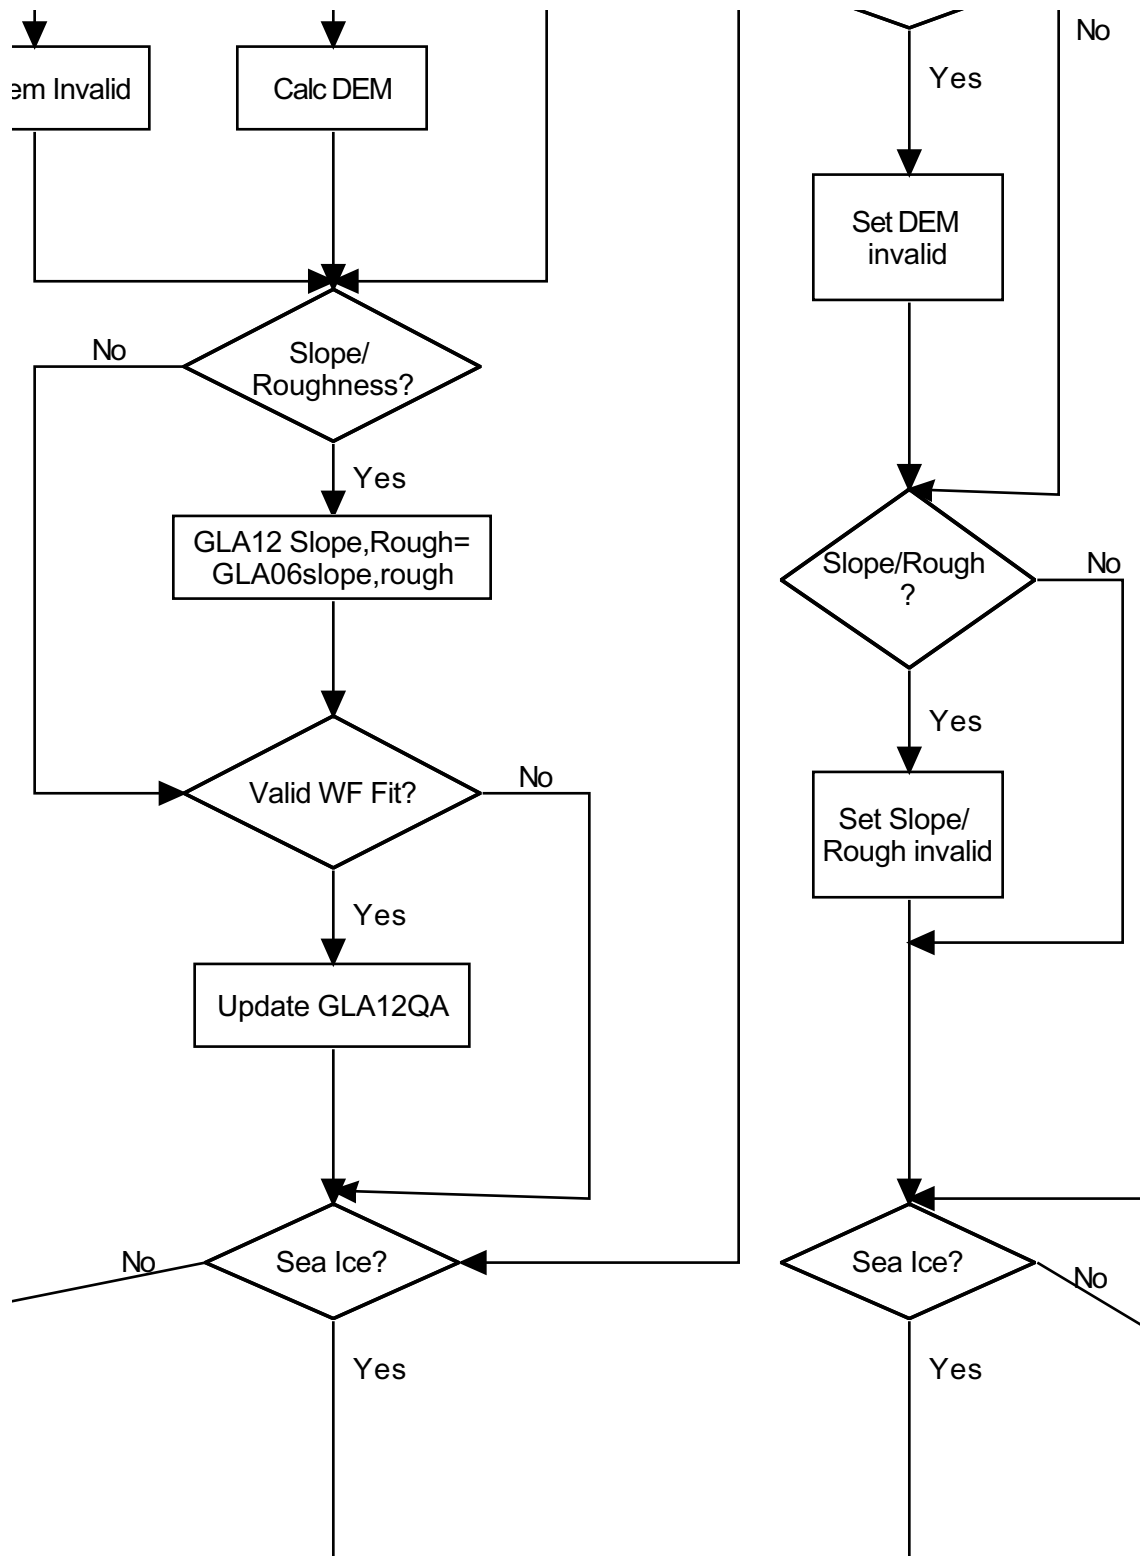 em Invalid
Calc DEM
No
Slope/
Roughness?
Yes
GLA12 Slope,Rough=
GLA06slope,rough
Valid WF Fit?
No
Yes
Update GLA12QA
No
Sea Ice?
Yes
No
Yes
Set DEM
invalid
Slope/Rough
?
No
Yes
Set Slope/
Rough invalid
Sea Ice?
No
Yes